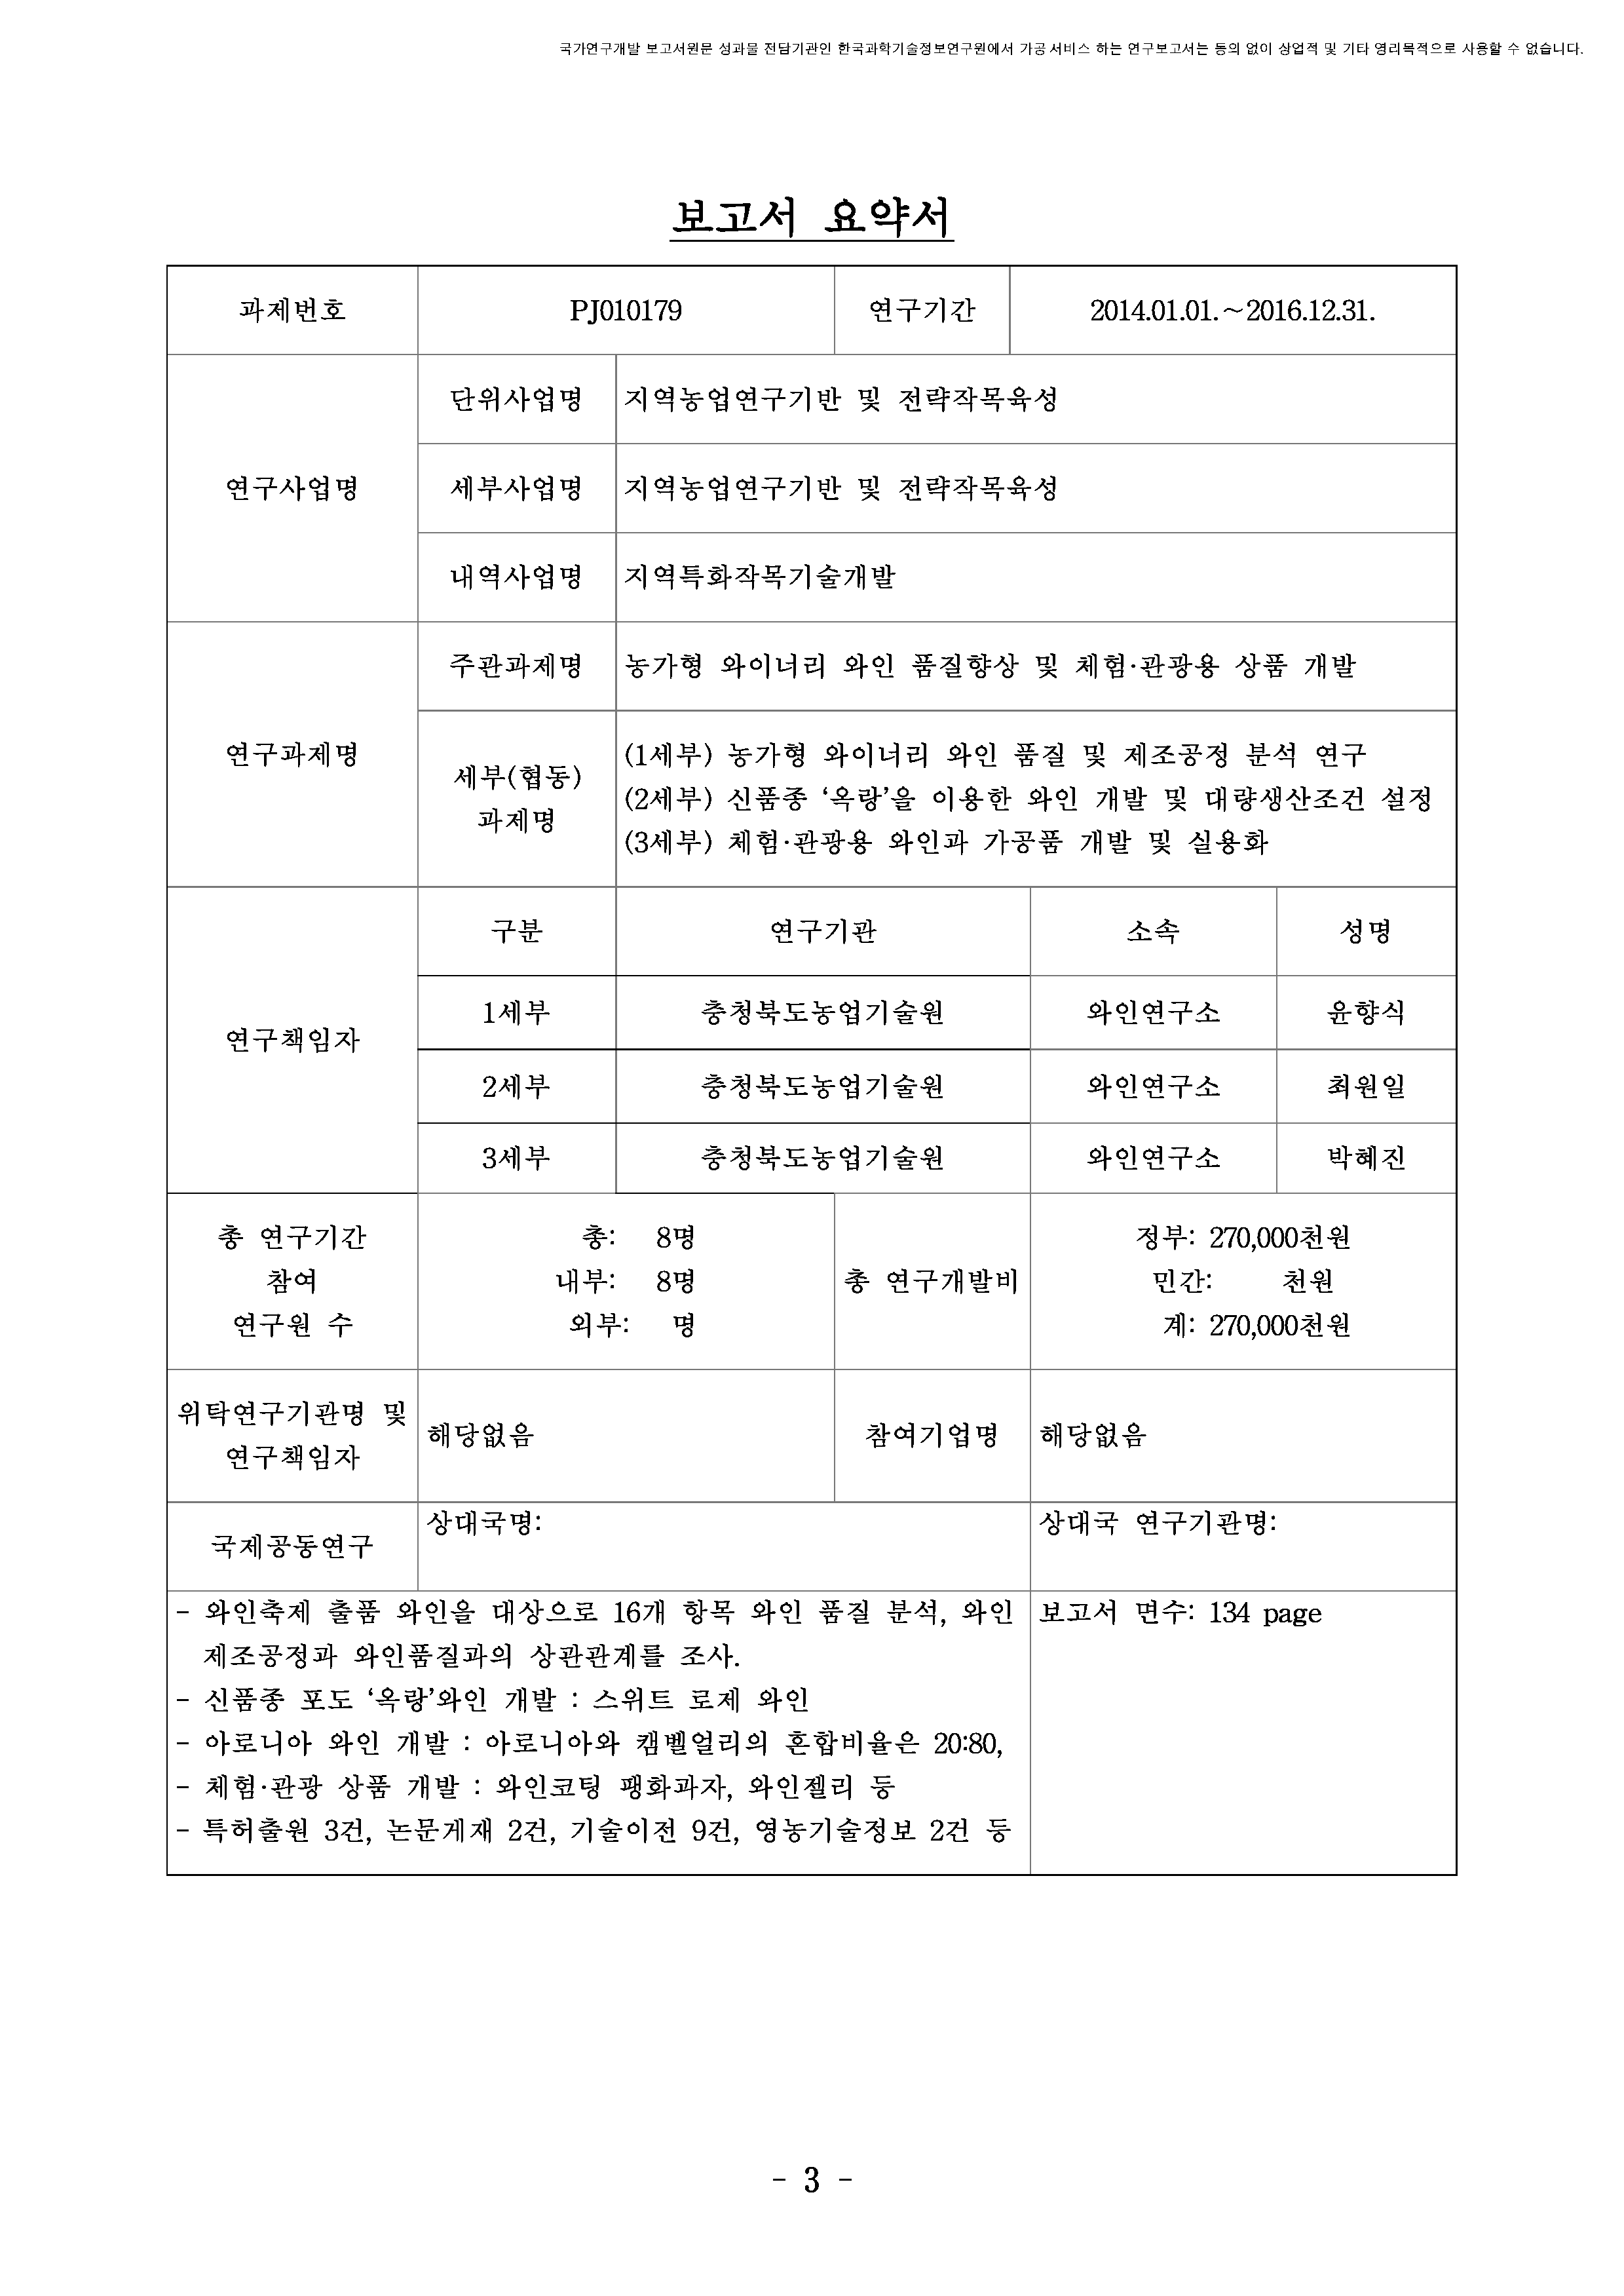 국가연구개발 보고서원문 성과물 전담기관인 한국과학기술정보연구원에서 가공·서비스 하는 연구보고서는 동의 없이 상업적 및 기타 영리목적으로 사용할 수 없습니다.
보고서 요약서
과제번호 PJ010179 연구기간 2014.01.01.~2016.12.31.
연구사업명
단위사업명 지역농업연구기반 및 전략작목육성
세부사업명 지역농업연구기반 및 전략작목육성
내역사업명 지역특화작목기술개발
연구과제명
주관과제명 농가형 와이너리 와인 품질향상 및 체험·관광용 상품 개발
세부(협동)
과제명
(1세부) 농가형 와이너리 와인 품질 및 제조공정 분석 연구
(2세부) 신품종 ‘옥랑’을 이용한 와인 개발 및 대량생산조건 설정
(3세부) 체험·관광용 와인과 가공품 개발 및 실용화
연구책임자
구분 연구기관 소속 성명
1세부 충청북도농업기술원 와인연구소 윤향식
2세부 충청북도농업기술원 와인연구소 최원일
3세부 충청북도농업기술원 와인연구소 박혜진
총 연구기간
참여
연구원 수
총: 8명
내부: 8명
외부: 명
총 연구개발비
정부: 270,000천원
민간: 천원
계: 270,000천원
위탁연구기관명 및
연구책임자
해당없음
참여기업명
해당없음
국제공동연구
상대국명:
상대국 연구기관명:
- 와인축제 출품 와인을 대상으로 16개 항목 와인 품질 분석, 와인
제조공정과 와인품질과의 상관관계를 조사.
- 신품종 포도 ‘옥랑’와인 개발 : 스위트 로제 와인
- 아로니아 와인 개발 : 아로니아와 캠벨얼리의 혼합비율은 20:80,
- 체험·관광 상품 개발 : 와인코팅 팽화과자, 와인젤리 등
- 특허출원 3건, 논문게재 2건, 기술이전 9건, 영농기술정보 2건 등
보고서 면수: 134 page
- 3 -